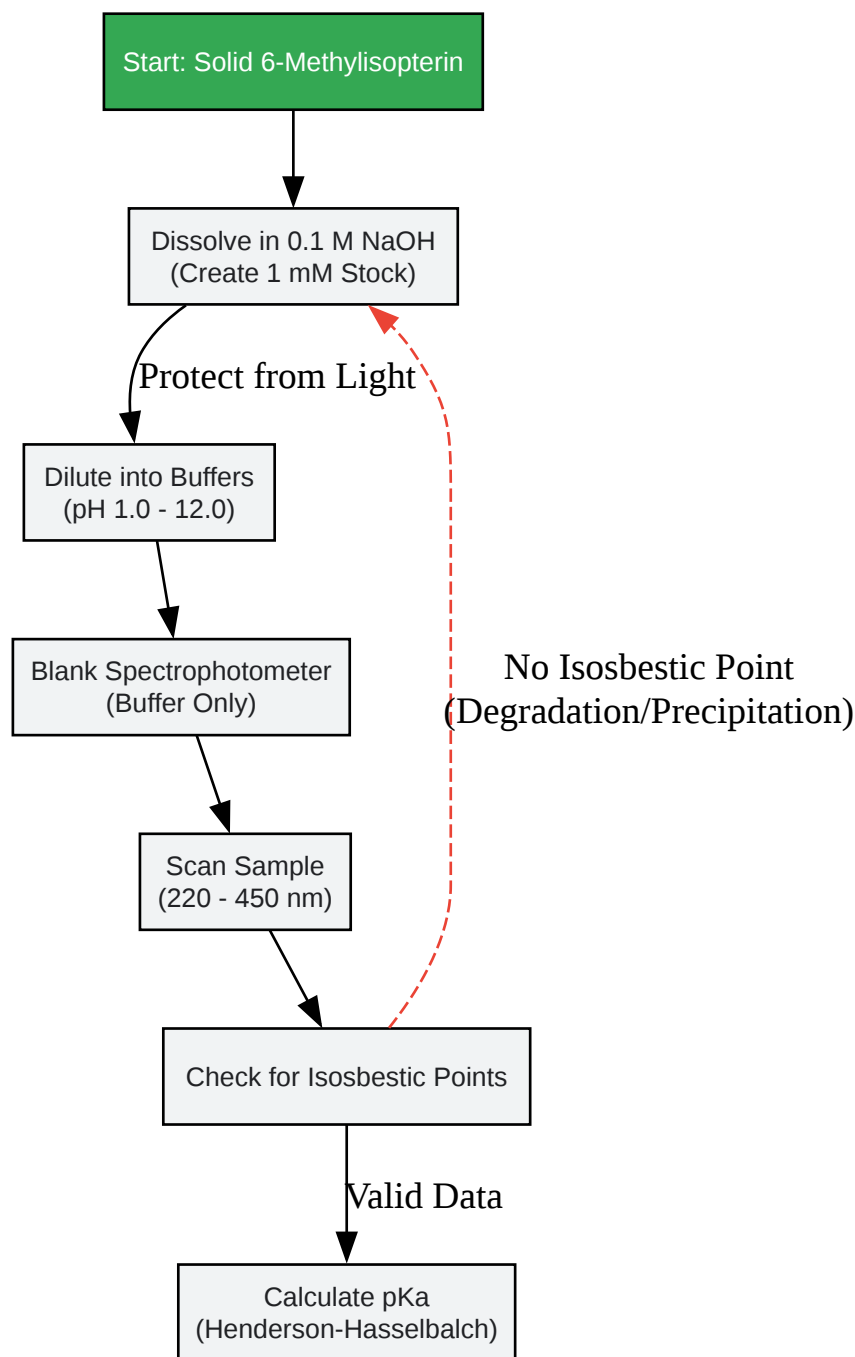 Start: Solid 6-Methylisopterin
Dissolve in 0.1 M NaOH
(Create 1 mM Stock)
Protect from Light
Dilute into Buffers
(pH 1.0 - 12.0)
Blank Spectrophotometer
(Buffer Only)
No Isosbestic Point
(Degradation/Precipitation)
Scan Sample
(220 - 450 nm)
Check for Isosbestic Points
Valid Data
Calculate pKa
(Henderson-Hasselbalch)